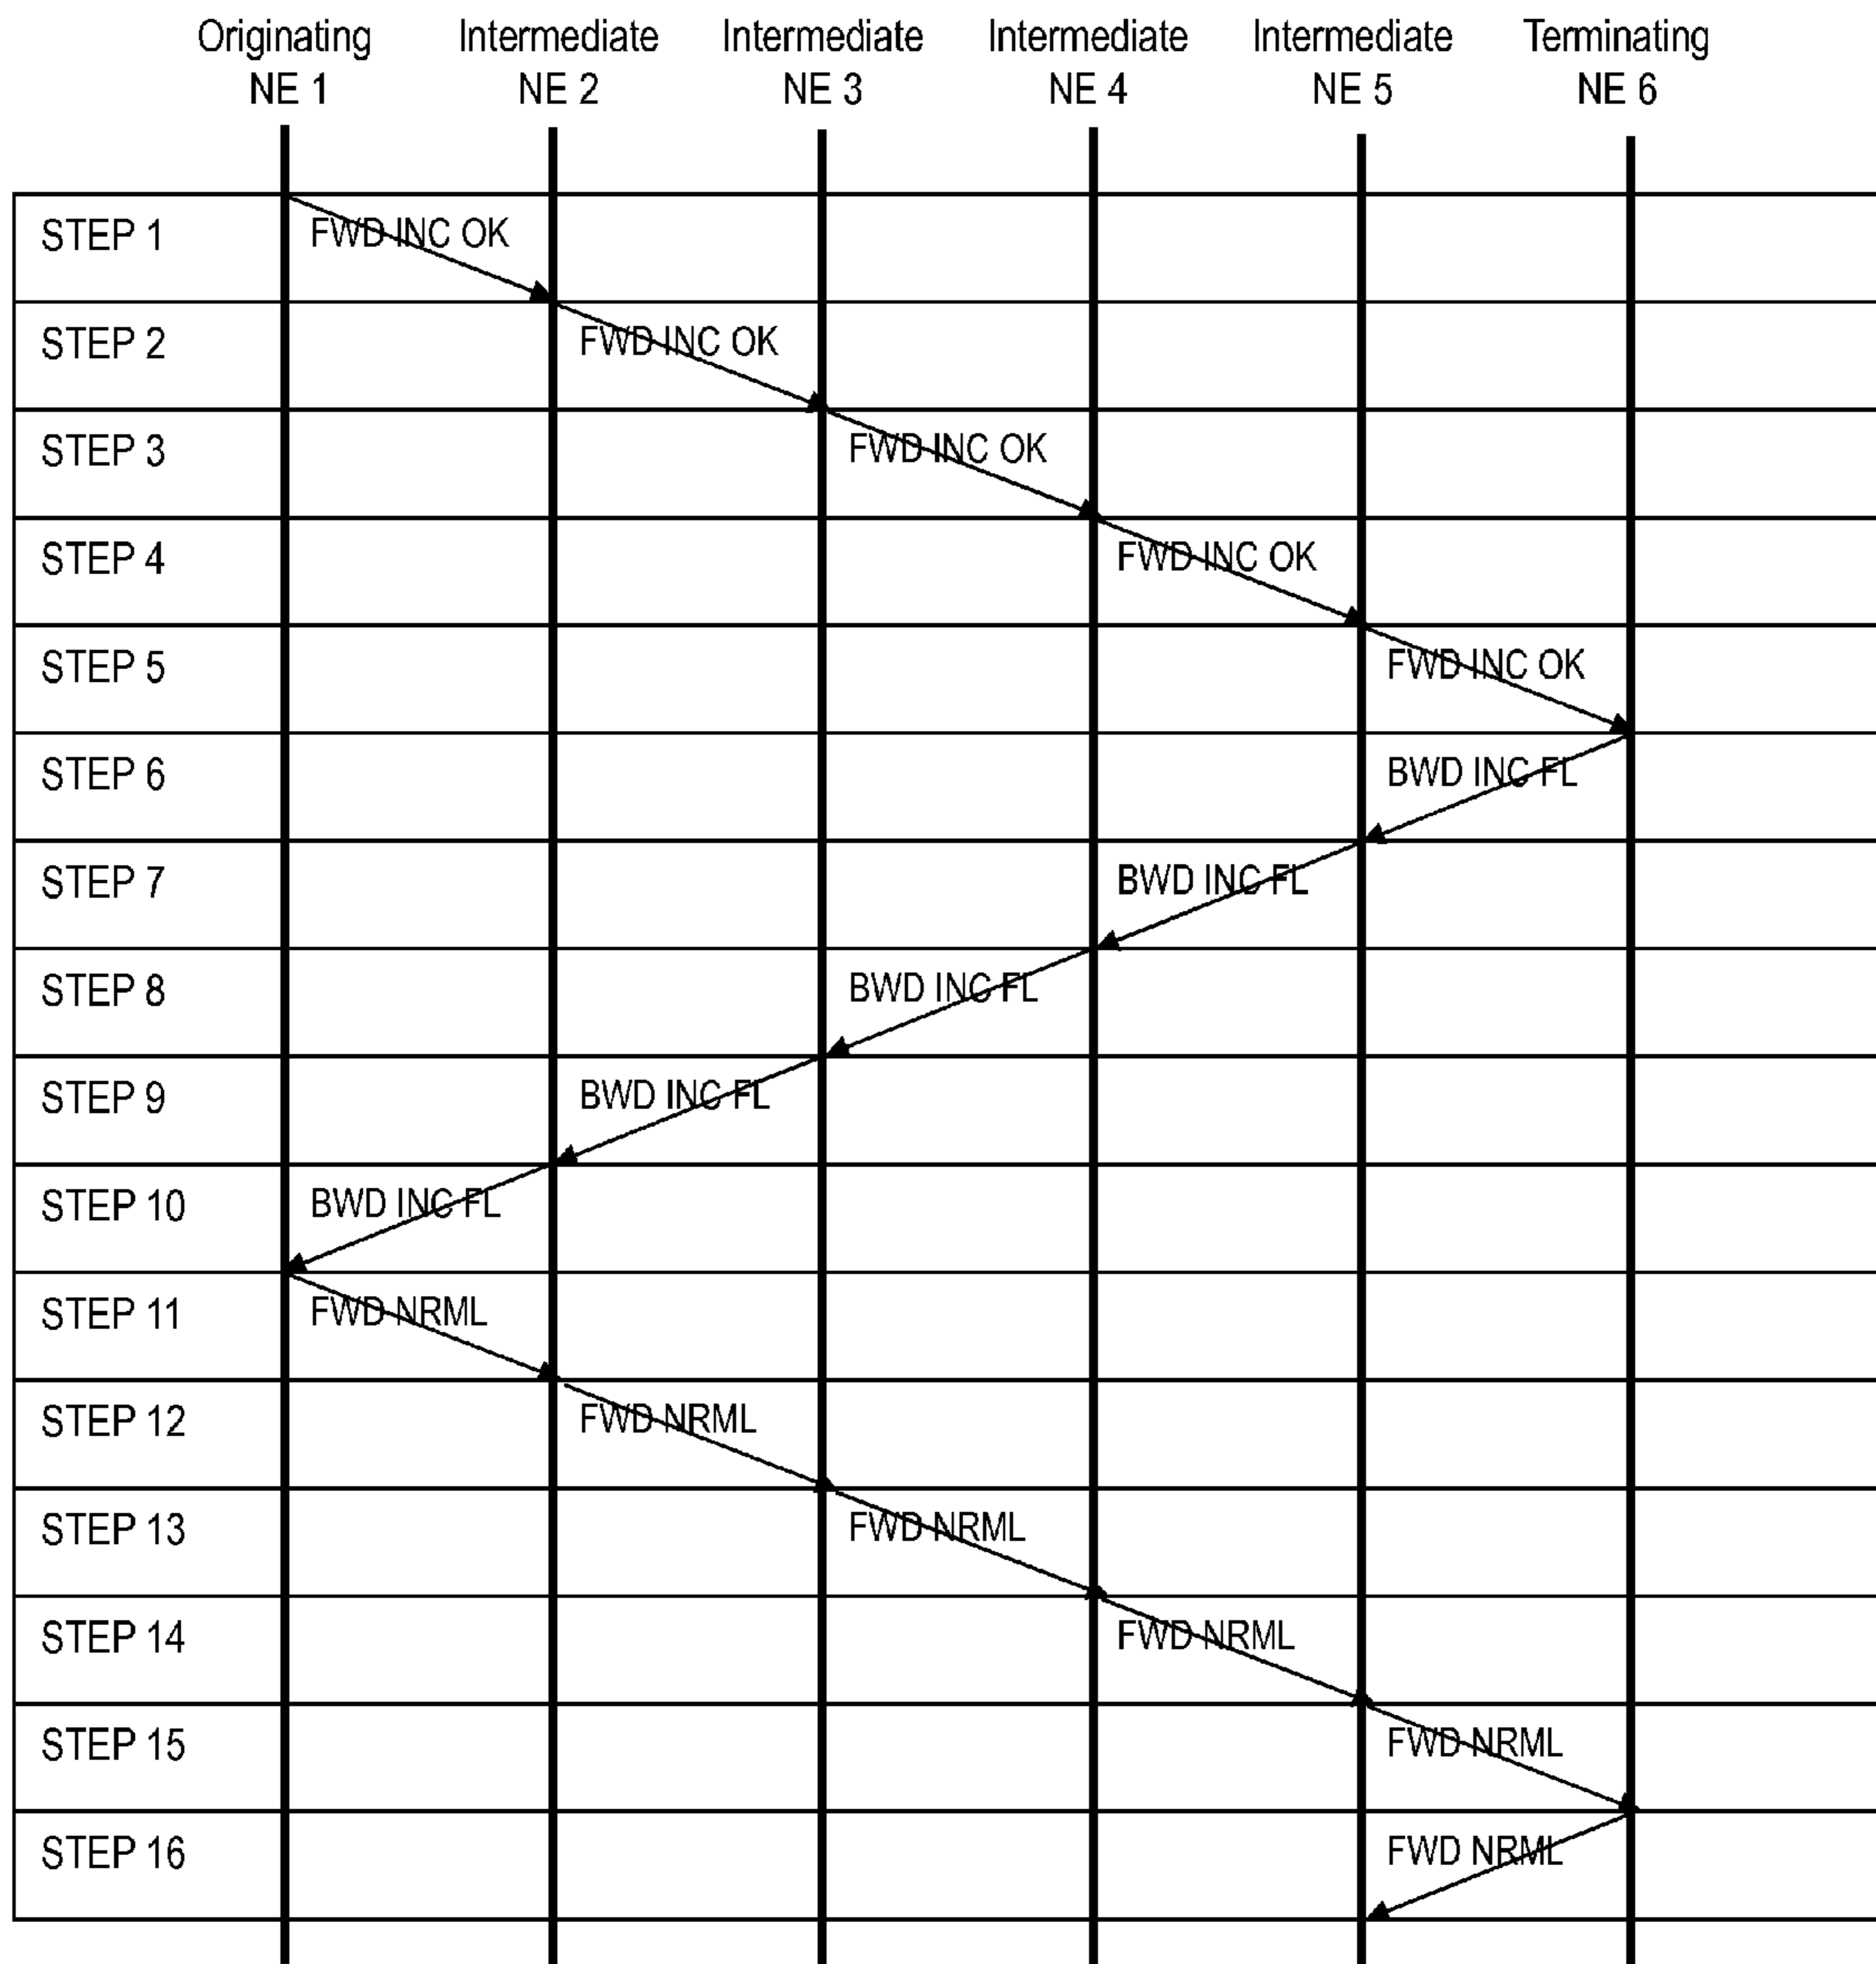 Originating Intermediate Intermediate Intermediate Intermediate Terminating
NE 1 NE 2 NE 3 NE 4 NE 5 NE 6
STEP 1 FWD INC OK
STEP 2 FWD INC OK
STEP 3 FWD INC OK
STEP 4 FWD INC OK
STEP 5 FWD INC OK
STEP 6 BWD INC FL
STEP 7 BWD INC FL
STEP 8 BWD INC FL
STEP 9 BWD INC FL
STEP 10 BWD INC FL
STEP 11 FWD NRML
STEP 12 FWD NRML
STEP 13 FWD NRML
STEP 14 FWD NRML
STEP 15 FWD NRML
STEP 16 FWD NRML